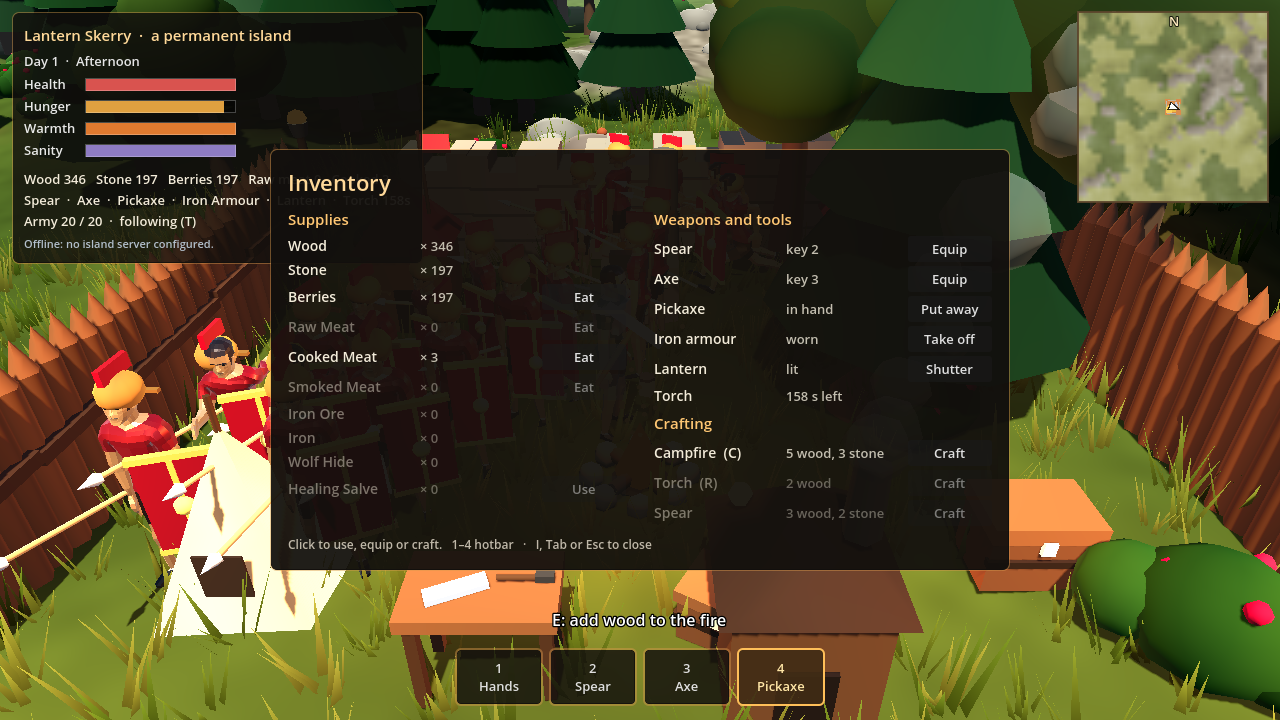 Lantern Skerry · a permanent island
Day 1 · Afternoon
Health
Hunger
Warmth
Sanity
Wood 346 Stone 197 Berries 197 Raw
Spear · Axe · Pickaxe · Iron Armour · Lantern · Torch 158s
Army 20 / 20 · following (T)
Offline: no island server configured.
N
Inventory
Supplies
Wood × 346
Stone × 197
Berries × 197 Eat
Raw Meat × 0 Eat
Cooked Meat × 3 Eat
Smoked Meat × 0 Eat
Iron Ore × 0
Iron × 0
Wolf Hide × 0
Healing Salve × 0 Use
Weapons and tools
Spear key 2 Equip
Axe key 3 Equip
Pickaxe in hand Put away
Iron armour worn Take off
Lantern lit Shutter
Torch 158 s left
Crafting
Campfire (C) 5 wood, 3 stone Craft
Torch (R) 2 wood Craft
Spear 3 wood, 2 stone Craft
Click to use, equip or craft. 1–4 hotbar · I, Tab or Esc to close
E: add wood to the fire
1 Hands
2 Spear
3 Axe
4 Pickaxe